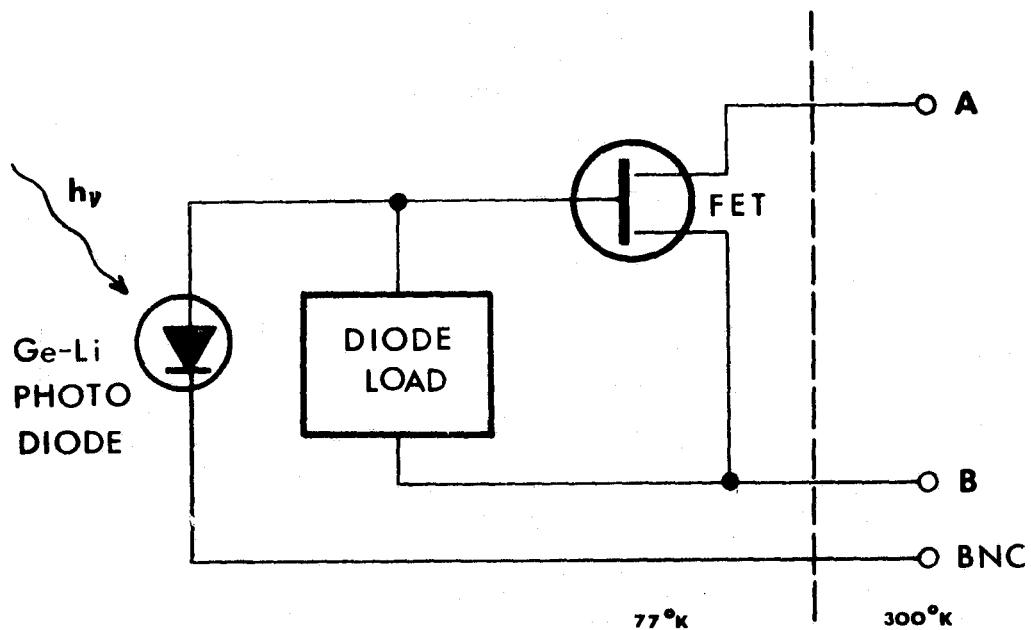 A
hν
FET
DIODE
LOAD
Ge-Li
PHOTO
DIODE
B
BNC
77°K
300°K